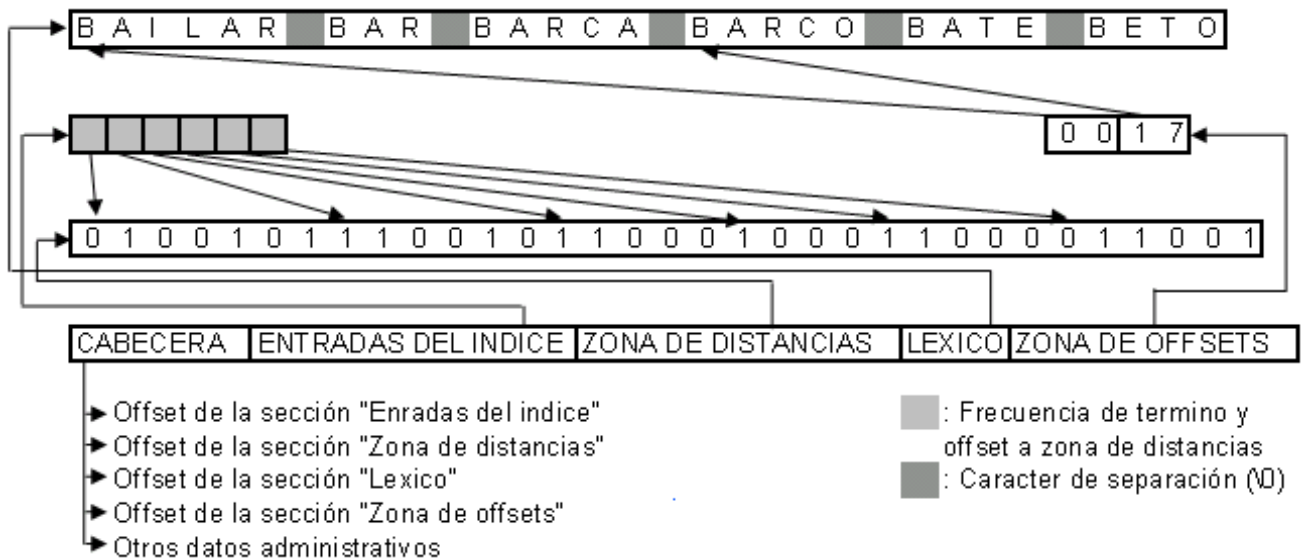 B A I L A R B A R B A R C A B A R C O B A T E B E T O
0 0 1 7
0 1 0 0 1 0 1 1 1 0 0 1 0 1 1 0 0 0 1 0 0 0 1 1 0 0 0 0 1 1 0 0 1
CABECERA ENTRADAS DEL INDICE ZONA DE DISTANCIAS LEXICO ZONA DE OFFSETS
Offset de la sección "Enradas del indice"
Offset de la sección "Zona de distancias"
Offset de la sección "Lexico"
Offset de la sección "Zona de offsets"
Otros datos administrativos
: Frecuencia de termino y
offset a zona de distancias
: Caracter de separación (\0)